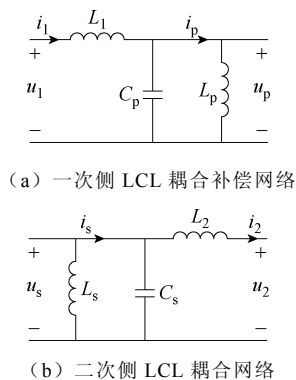 i1 L1 ip
+ +
u1 Cp Lp up
− −
(a)一次侧 LCL 耦合补偿网络
is L2 i2
+ +
us Ls Cs u2
− −
(b)二次侧 LCL 耦合网络